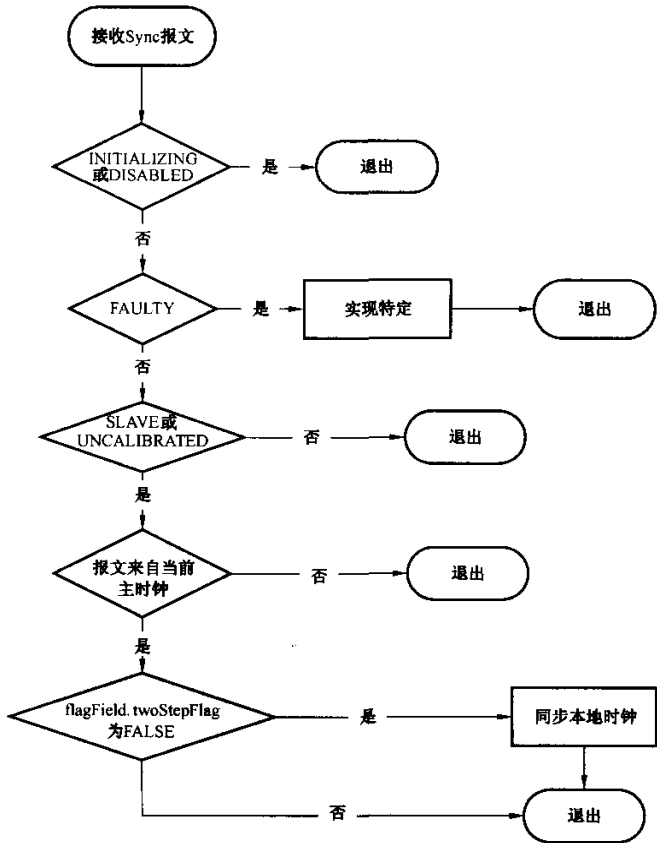 接收Sync报文
INITIALIZING
或DISABLED
是
退出
否
FAULTY
是
实现特定
退出
否
SLAVE或
UNCALIBRATED
否
退出
是
报文来自当前
主时钟
否
退出
是
flagField.twoStepFlag
为FALSE
是
同步本地时钟
否
退出